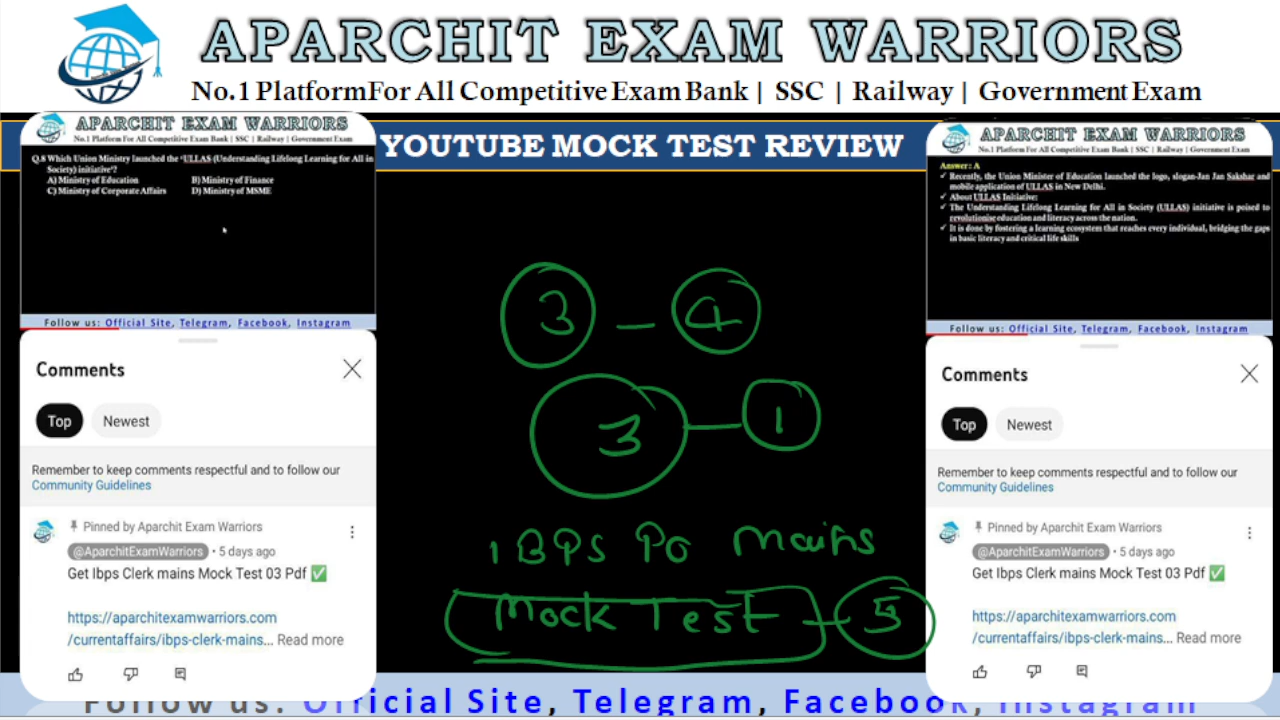 APARCHIT EXAM WARRIORS
No.1 PlatformFor All Competitive Exam Bank | SSC | Railway | Government Exam
YOUTUBE MOCK TEST REVIEW
APARCHIT EXAM WARRIORS
No.1 Platform For All Competitive Exam Bank | SSC | Railway | Government Exam
Q.8 Which Union Ministry launched the ‘ULLAS (Understanding Lifelong Learning for All in
Society) initiative’?
A) Ministry of Education B) Ministry of Finance
C) Ministry of Corporate Affairs D) Ministry of MSME
Follow us: Official Site, Telegram, Facebook, Instagram
Comments
Top Newest
Remember to keep comments respectful and to follow our
Community Guidelines
Pinned by Aparchit Exam Warriors
@AparchitExamWarriors • 5 days ago
Get Ibps Clerk mains Mock Test 03 Pdf ✅
https://aparchitexamwarriors.com
/currentaffairs/ibps-clerk-mains... Read more
3 - 4
3 - 1
IBPS PO mains
Mock Test - 5
APARCHIT EXAM WARRIORS
No.1 Platform For All Competitive Exam Bank | SSC | Railway | Government Exam
Answer: A
✓ Recently, the Union Minister of Education launched the logo, slogan-Jan Jan Sakshar and
mobile application of ULLAS in New Delhi.
✓ About ULLAS Initiative:
✓ The Understanding Lifelong Learning for All in Society (ULLAS) initiative is poised to
revolutionise education and literacy across the nation.
✓ It is done by fostering a learning ecosystem that reaches every individual, bridging the gaps
in basic literacy and critical life skills
Follow us: Official Site, Telegram, Facebook, Instagram
Comments
Top Newest
Remember to keep comments respectful and to follow our
Community Guidelines
Pinned by Aparchit Exam Warriors
@AparchitExamWarriors • 5 days ago
Get Ibps Clerk mains Mock Test 03 Pdf ✅
https://aparchitexamwarriors.com
/currentaffairs/ibps-clerk-mains... Read more
Follow us: Official Site, Telegram, Facebook, Instagram